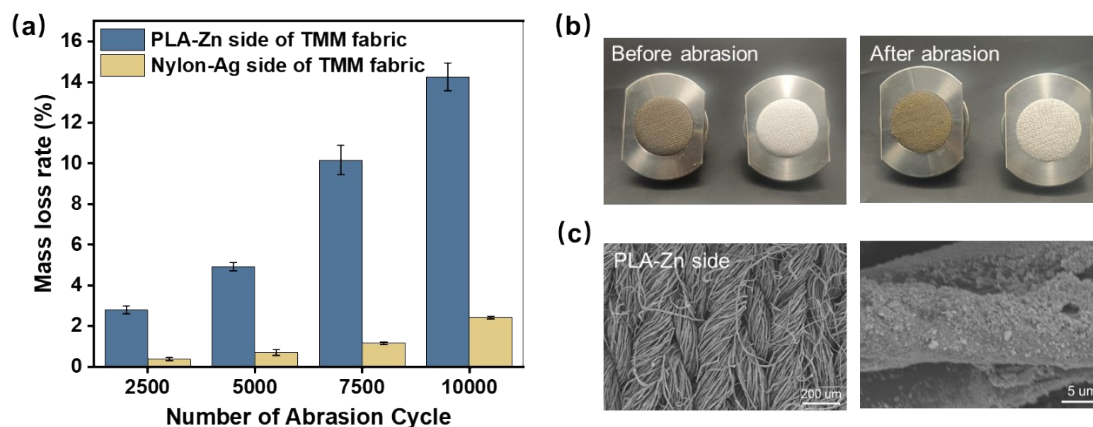 (a)
PLA-Zn side of TMM fabric
Nylon-Ag side of TMM fabric
Mass loss rate (%)
16
14
12
10
8
6
4
2
0
2500 5000 7500 10000
Number of Abrasion Cycle
(b)
Before abrasion
After abrasion
(c)
PLA-Zn side
200 um
5 um